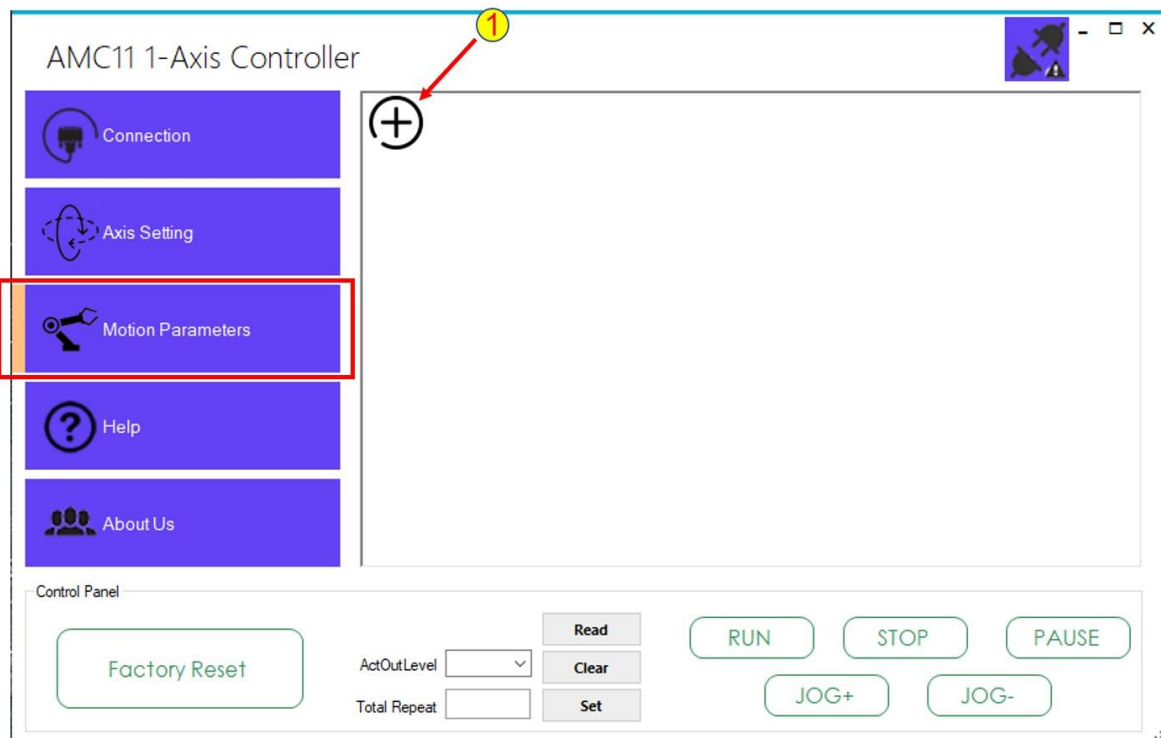 1
AMC11 1-Axis Controller
Connection
Axis Setting
Motion Parameters
Help
About Us
Control Panel
Factory Reset
ActOutLevel
Total Repeat
Read
Clear
Set
RUN
STOP
PAUSE
JOG+
JOG-